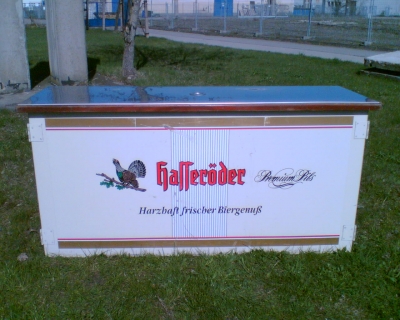 Hasseröder Premium Pils
Harzhaft frischer Biergenuß